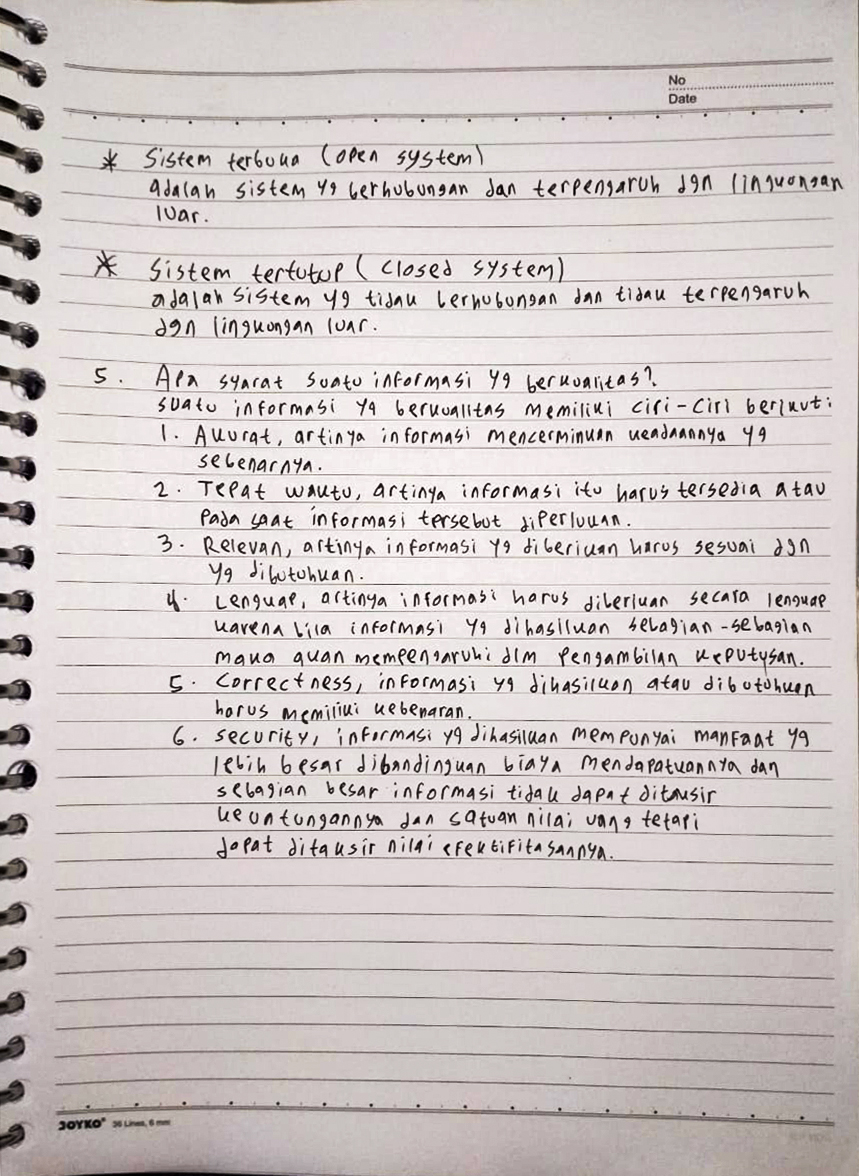 No
Date
* Sistem terbuka (open system)
adalah sistem yg berhubungan dan terpengaruh dgn lingkungan
luar.
* Sistem tertutup (closed system)
adalah sistem yg tidak berhubungan dan tidak terpengaruh
dgn lingkungan luar.
5. Apa syarat suatu informasi yg berkualitas?
suatu informasi yg berkualitas memiliki ciri-ciri berikut:
1. Akurat, artinya informasi mencerminkan keadaannya yg
sebenarnya.
2. Tepat waktu, artinya informasi itu harus tersedia atau
pada saat informasi tersebut diperlukan.
3. Relevan, artinya informasi yg diberikan harus sesuai dgn
yg dibutuhkan.
4. Lengkap, artinya informasi harus diberikan secara lengkap
karena bila informasi yg dihasilkan sebagian-sebagian
maka akan mempengaruhi dlm pengambilan keputysan.
5. Correctness, informasi yg dihasilkan atau dibutuhkan
harus memiliki kebenaran.
6. security, informasi yg dihasilkan mempunyai manfaat yg
lebih besar dibandingkan biaya mendapatkannya dan
sebagian besar informasi tidak dapat ditaksir
keuntungannya dan satuan nilai uang tetapi
dapat ditaksir nilai efektifitasannya.
JOYKO 36 Lines, 6 mm